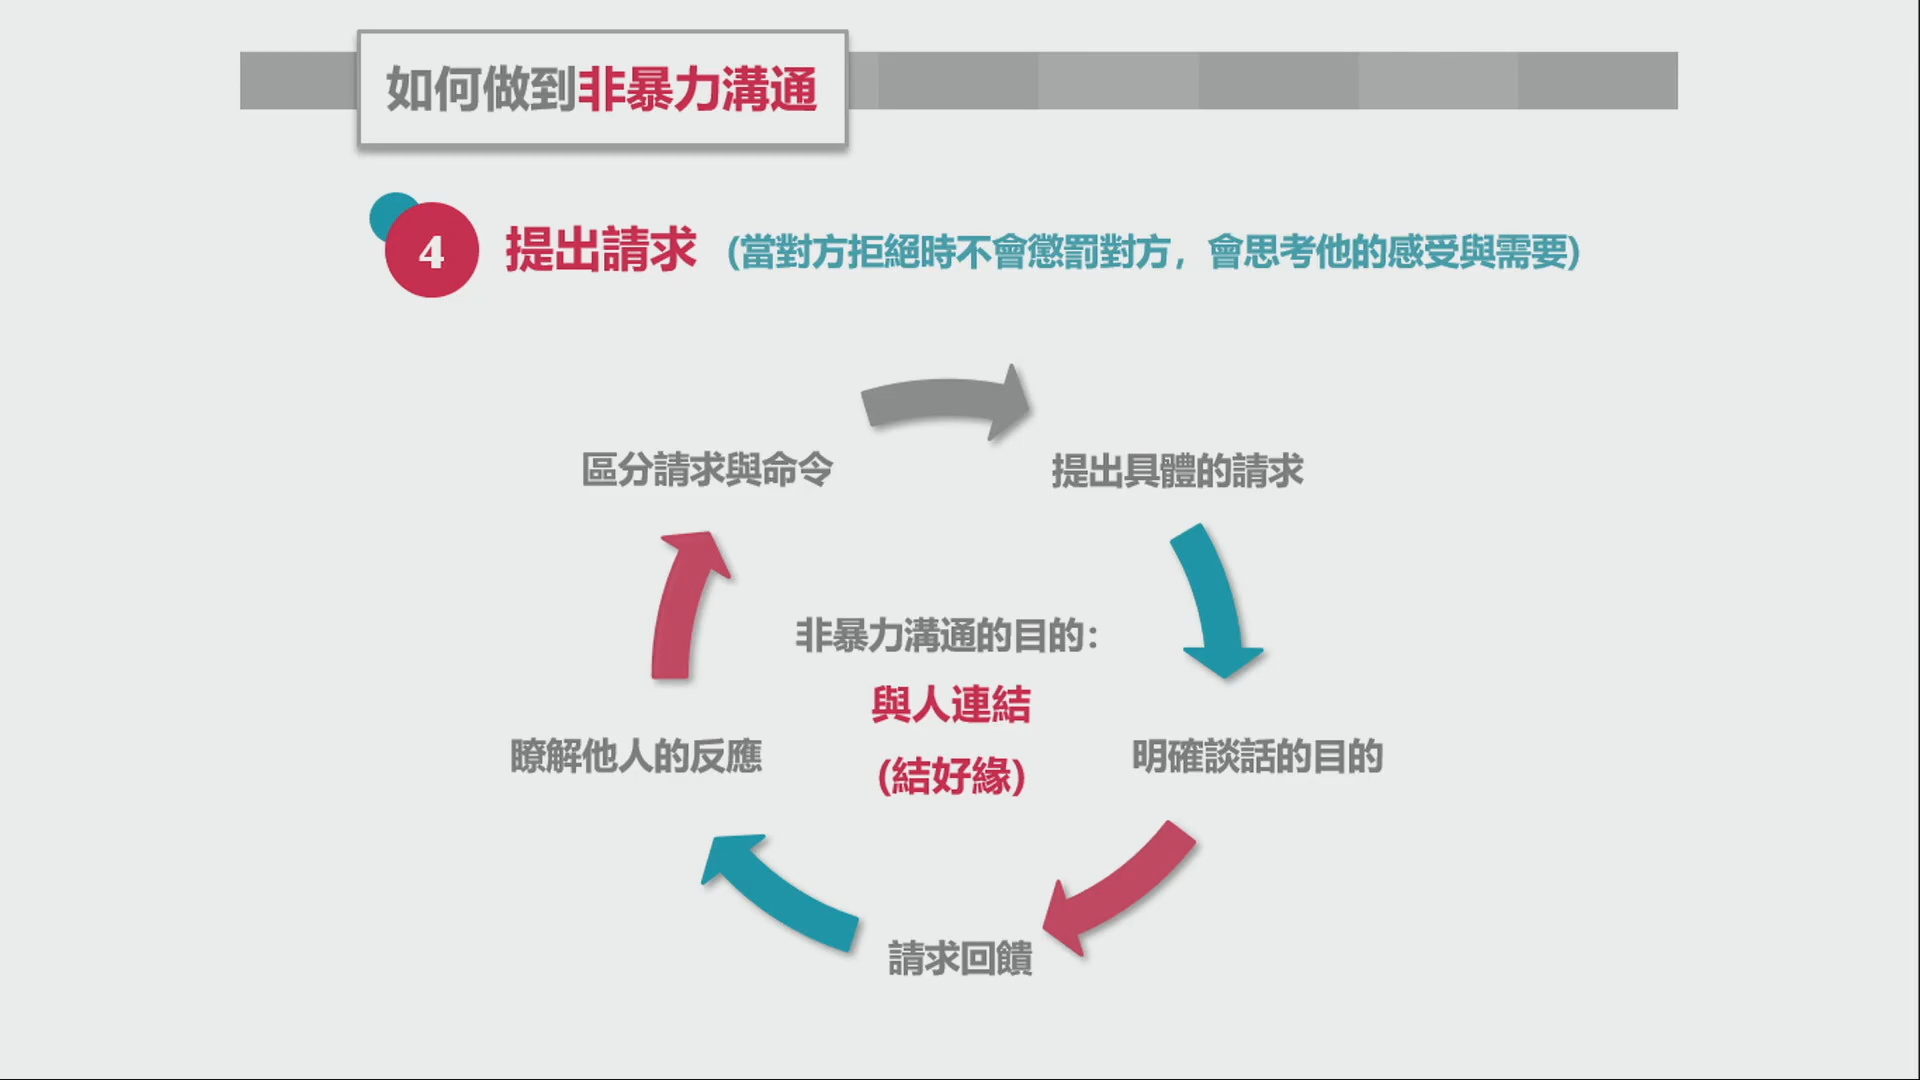 如何做到非暴力溝通
4 提出請求 (當對方拒絕時不會懲罰對方，會思考他的感受與需要)
區分請求與命令
提出具體的請求
非暴力溝通的目的：
與人連結
(結好緣)
瞭解他人的反應
明確談話的目的
請求回饋